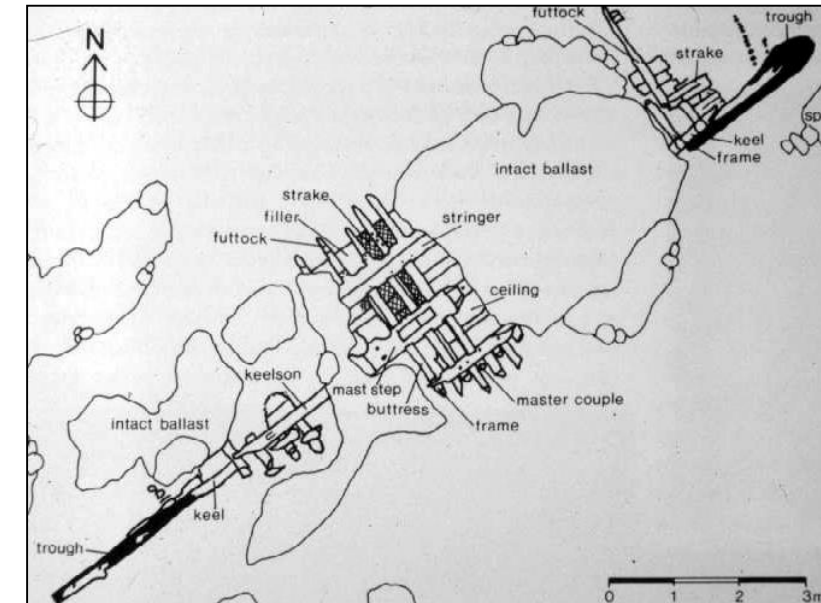 futtock
trough
N
strake
sp
keel
frame
intact ballast
strake
filler
stringer
futtock
ceiling
keelson
mast step
intact ballast
buttress
master couple
frame
keel
trough
0 1 2 3m